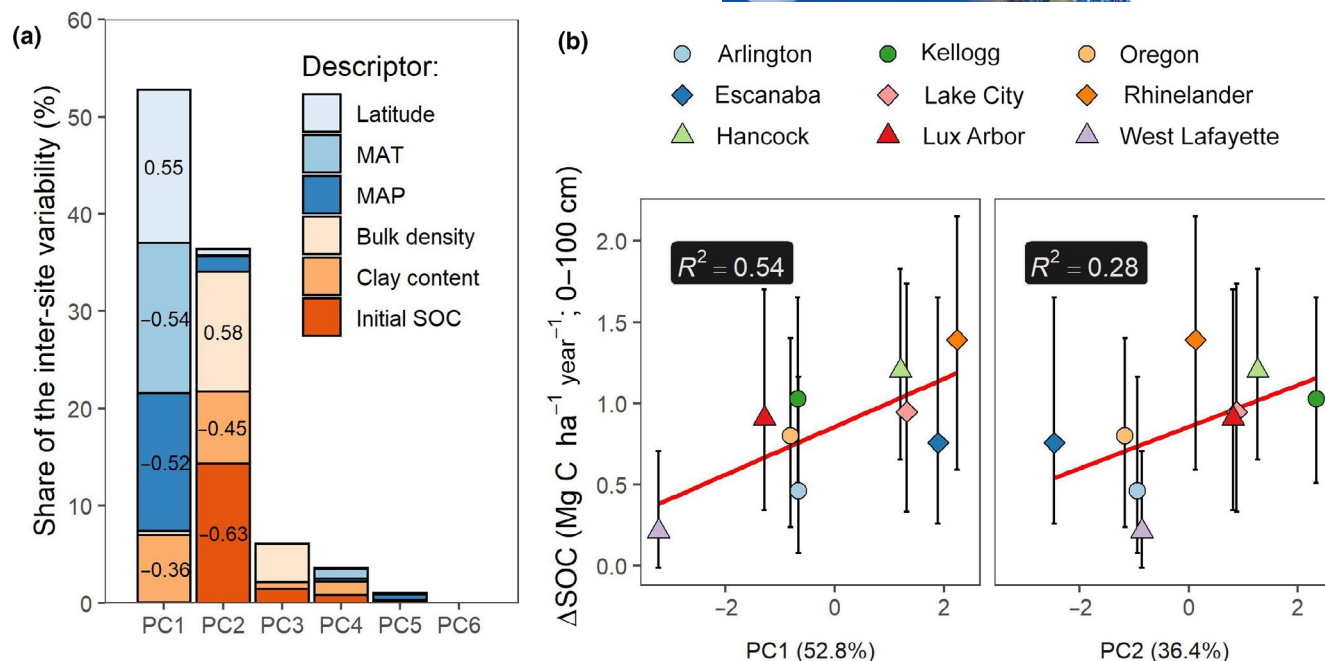 (a)
Share of the inter-site variability (%)
60
50
40
30
20
10
0
0.55
−0.54
−0.52
−0.36
0.58
−0.45
−0.63
Descriptor:
Latitude
MAT
MAP
Bulk density
Clay content
Initial SOC
PC1 PC2 PC3 PC4 PC5 PC6
(b)
Arlington Kellogg Oregon
Escanaba Lake City Rhinelander
Hancock Lux Arbor West Lafayette
ΔSOC (Mg C ha⁻¹ year⁻¹; 0–100 cm)
2.0
1.5
1.0
0.5
0.0
R² = 0.54
R² = 0.28
−2 0 2
−2 0 2
PC1 (52.8%)
PC2 (36.4%)